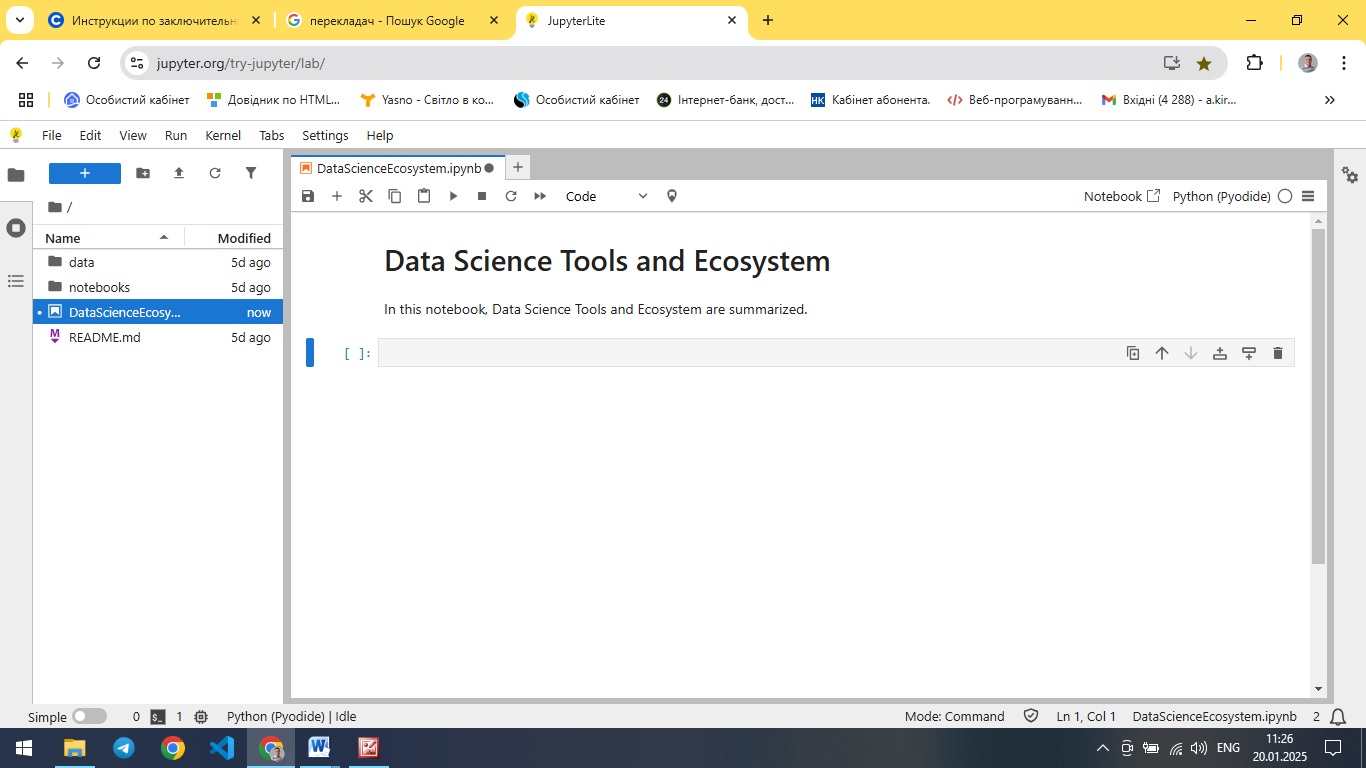 Инструкции по заключительн
перекладач - Пошук Google
JupyterLite
jupyter.org/try-jupyter/lab/
Особистий кабінет
Довідник по HTML...
Yasno - Світло в ко...
Особистий кабінет
24 Інтернет-банк, дост...
НК Кабінет абонента.
Веб-програмуванн...
Вхідні (4 288) - a.kir...
File Edit View Run Kernel Tabs Settings Help
DataScienceEcosystem.ipynb
Code
Notebook
Python (Pyodide)
/
Name Modified
data 5d ago
notebooks 5d ago
DataScienceEcosy... now
README.md 5d ago
Data Science Tools and Ecosystem
In this notebook, Data Science Tools and Ecosystem are summarized.
[ ]:
Simple 0 1 Python (Pyodide) | Idle Mode: Command Ln 1, Col 1 DataScienceEcosystem.ipynb 2
ENG
11:26
20.01.2025